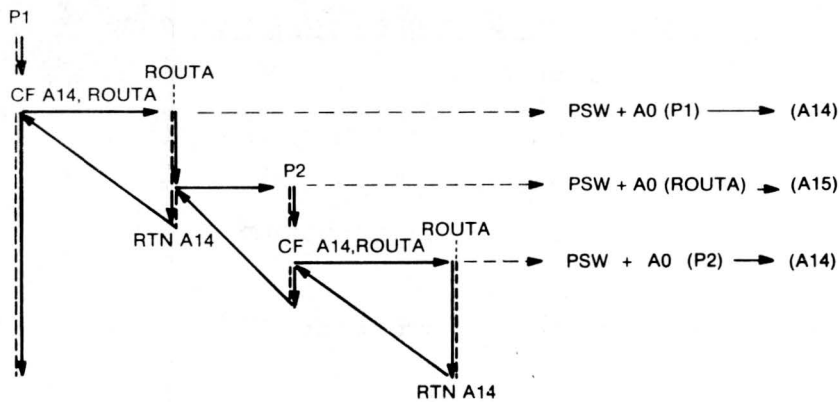 P1
ROUTA
CF A14, ROUTA
PSW + A0 (P1) (A14)
P2
PSW + A0 (ROUTA) (A15)
RTN A14
ROUTA
CF A14,ROUTA
PSW + A0 (P2) (A14)
RTN A14